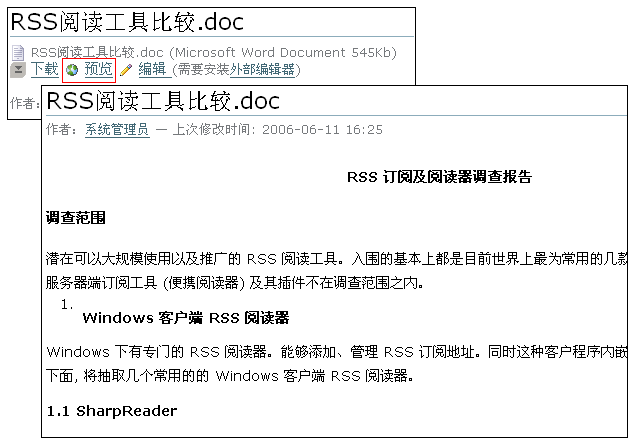 RSS阅读工具比较.doc
RSS阅读工具比较.doc (Microsoft Word Document 545Kb)
下载 预览 编辑 (需要安装外部编辑器)
作者:
RSS阅读工具比较.doc
作者: 系统管理员 — 上次修改时间: 2006-06-11 16:25
RSS 订阅及阅读器调查报告
调查范围
潜在可以大规模使用以及推广的 RSS 阅读工具。入围的基本上都是目前世界上最为常用的几款
服务器端订阅工具 (便携阅读器) 及其插件不在调查范围之内。
1.
Windows 客户端 RSS 阅读器
Windows 下有专门的 RSS 阅读器。能够添加、管理 RSS 订阅地址。同时这种客户程序内嵌
下面, 将抽取几个常用的的 Windows 客户端 RSS 阅读器。
1.1 SharpReader